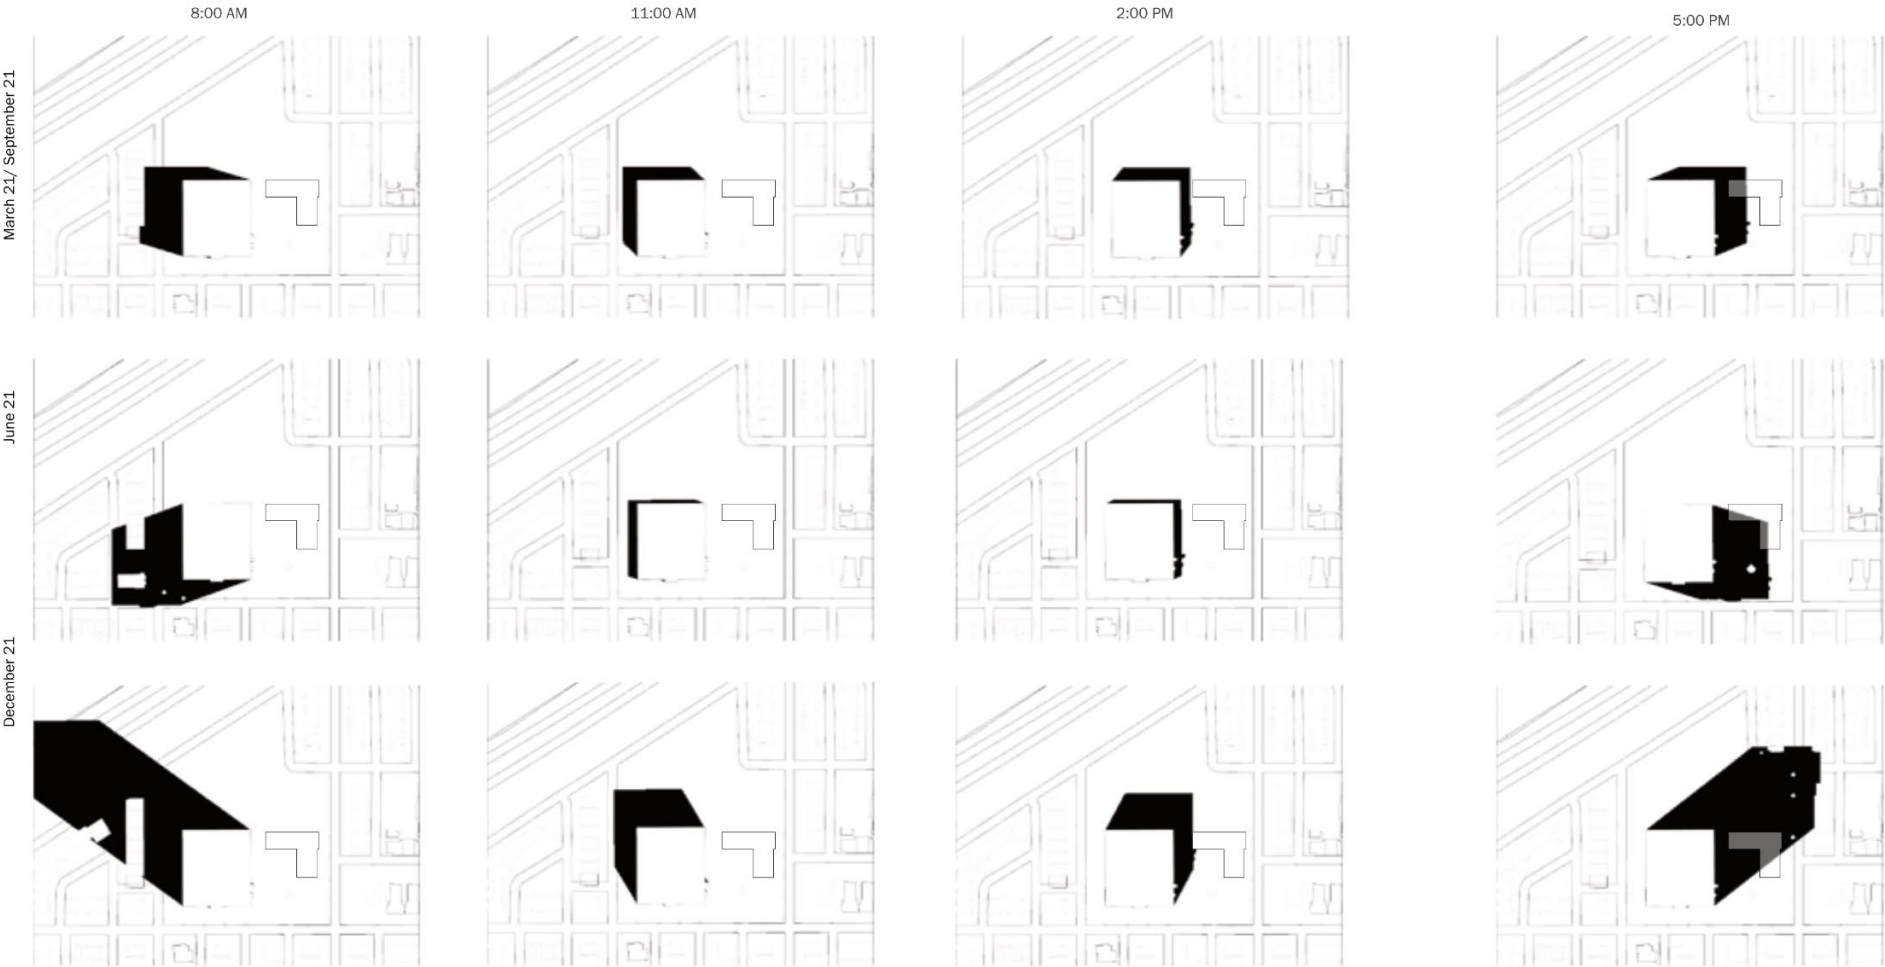 8:00 AM
11:00 AM
2:00 PM
5:00 PM
March 21/ September 21
June 21
December 21